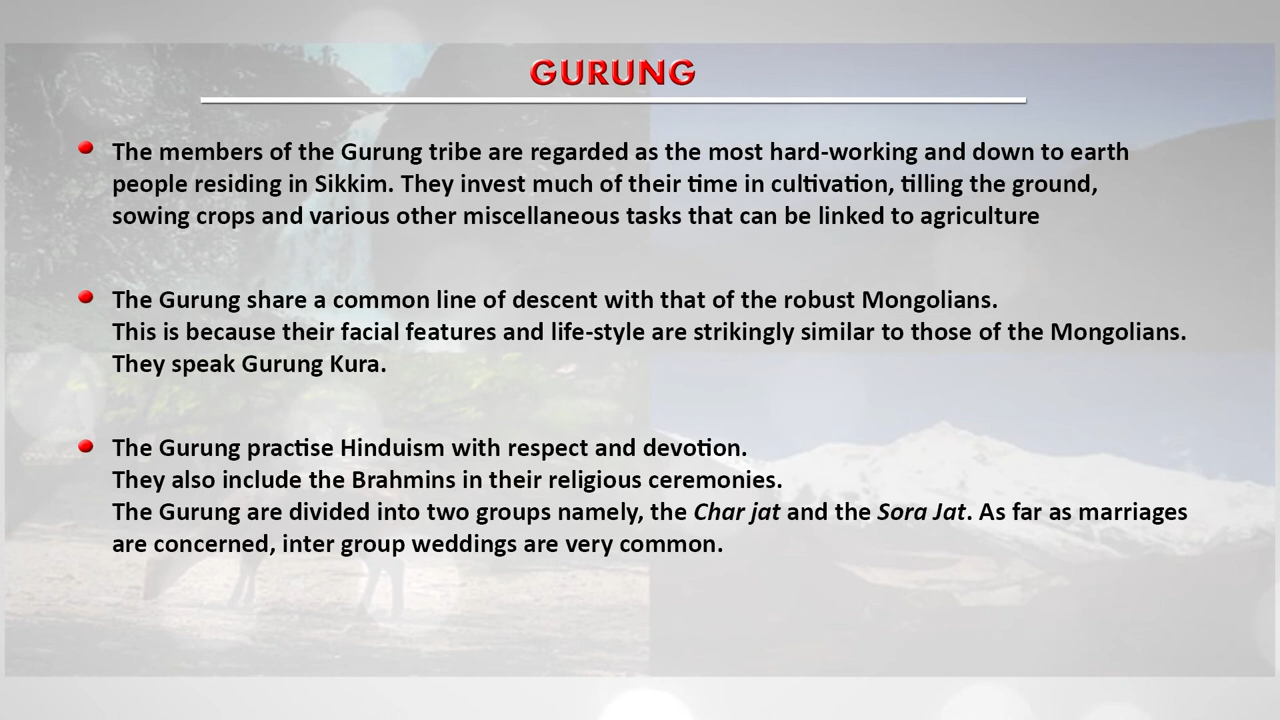 GURUNG
The members of the Gurung tribe are regarded as the most hard-working and down to earth
people residing in Sikkim. They invest much of their time in cultivation, tilling the ground,
sowing crops and various other miscellaneous tasks that can be linked to agriculture
The Gurung share a common line of descent with that of the robust Mongolians.
This is because their facial features and life-style are strikingly similar to those of the Mongolians.
They speak Gurung Kura.
The Gurung practise Hinduism with respect and devotion.
They also include the Brahmins in their religious ceremonies.
The Gurung are divided into two groups namely, the Char jat and the Sora Jat. As far as marriages
are concerned, inter group weddings are very common.